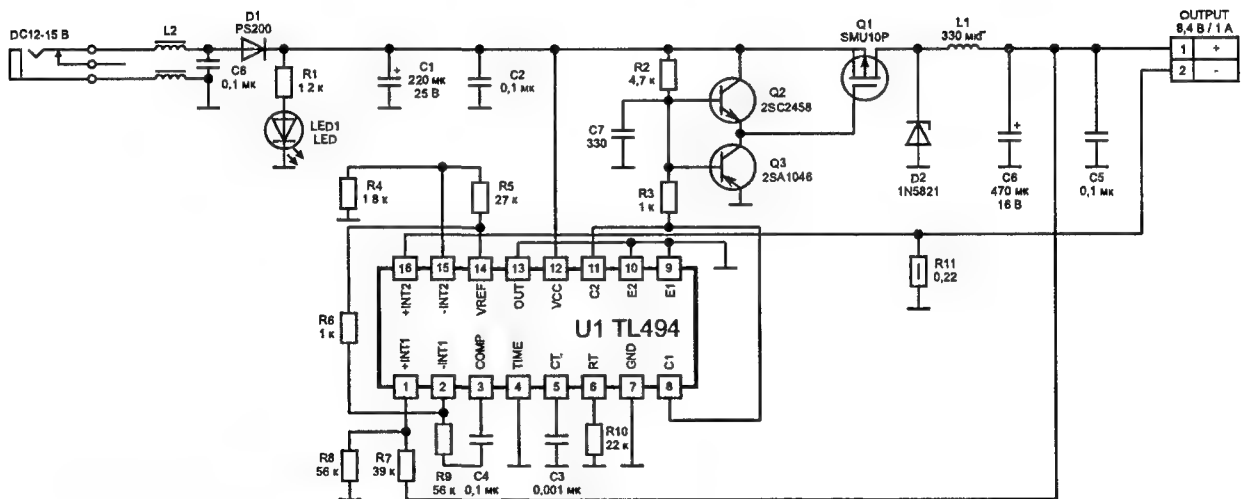 DC12-15 В
L2
C8
0,1 мк
D1
PS200
R1
1 2 к
LED1
LED
C1
220 мк
25 В
+
C2
0,1 мк
R2
4,7 к
C7
330
Q2
2SC2458
Q3
2SA1046
R3
1 к
Q1
SMU10P
L1
330 мкГ
D2
1N5821
C6
470 мк
16 В
+
C5
0,1 мк
OUTPUT
8,4 В / 1 А
1 +
2 -
R11
0,22
R4
1 8 к
R5
27 к
R6
1 к
16 15 14 13 12 11 10 9
+INT2 -INT2 VREF OUT VCC C2 E2 E1
U1 TL494
+INT1 -INT1 COMP TIME CT, RT GND C1
1 2 3 4 5 6 7 8
R8
56 к
R7
39 к
R9
56 к
C4
0,1 мк
C3
0,001 мк
R10
22 к